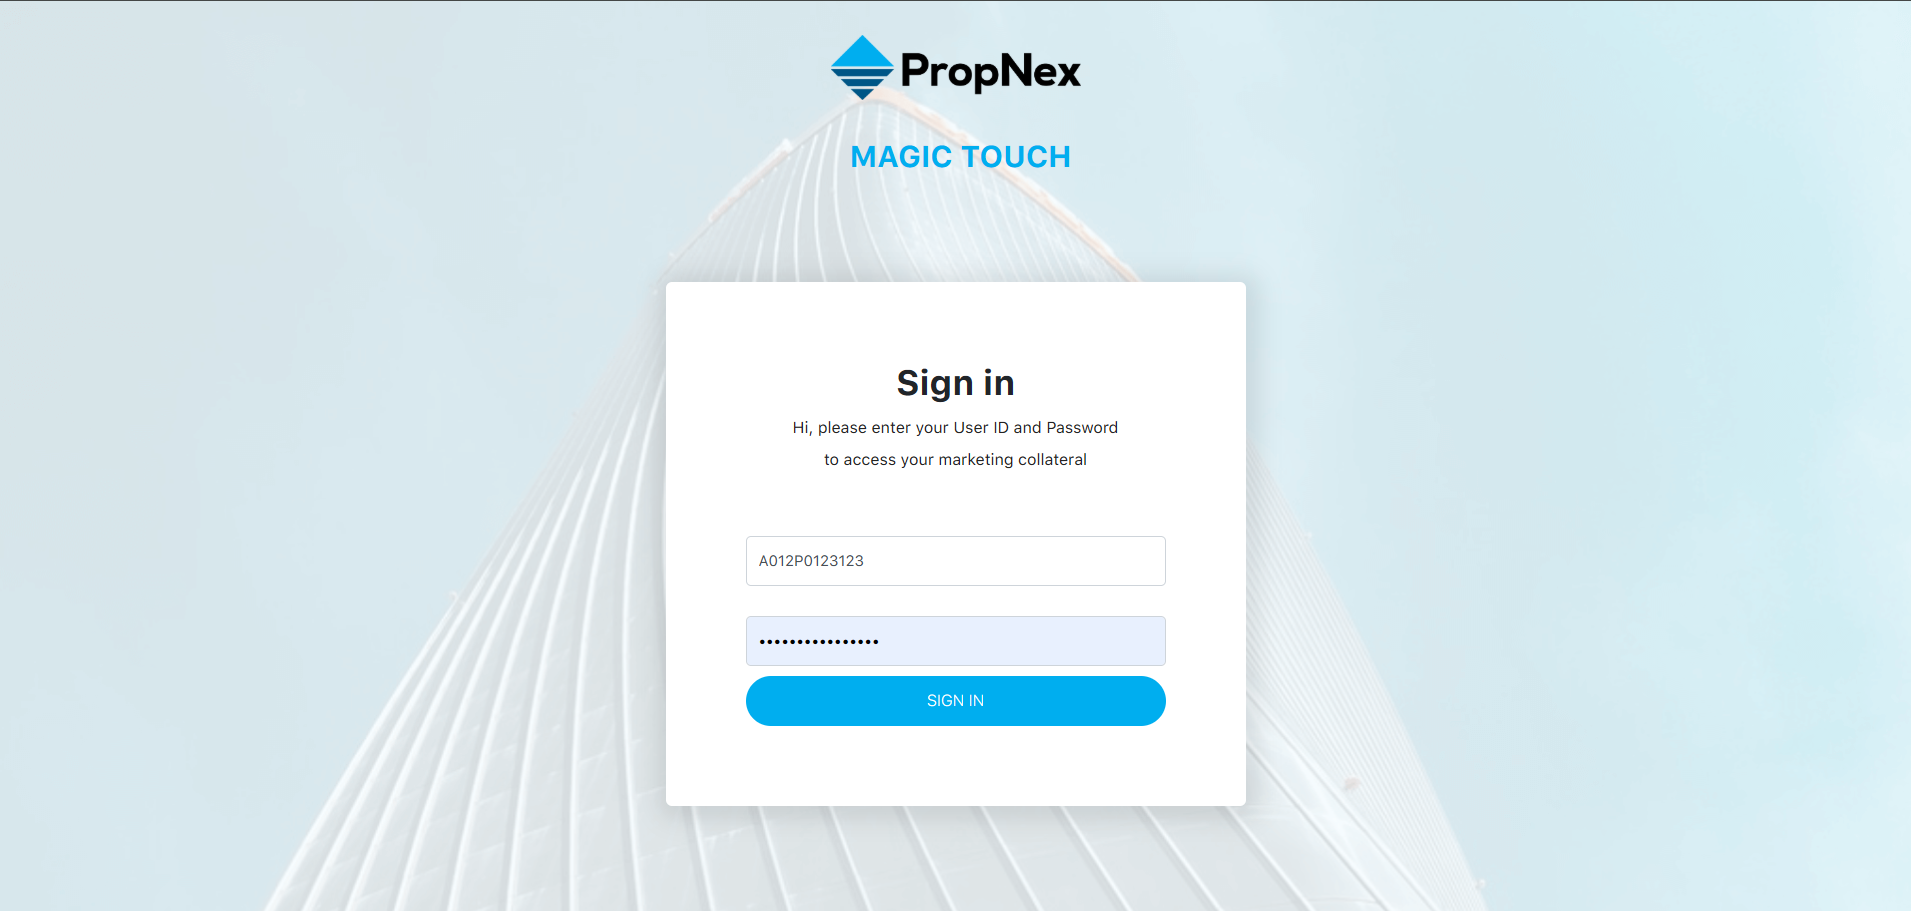 PropNex
MAGIC TOUCH
Sign in
Hi, please enter your User ID and Password
to access your marketing collateral
A012P0123123
••••••••••••••••
SIGN IN